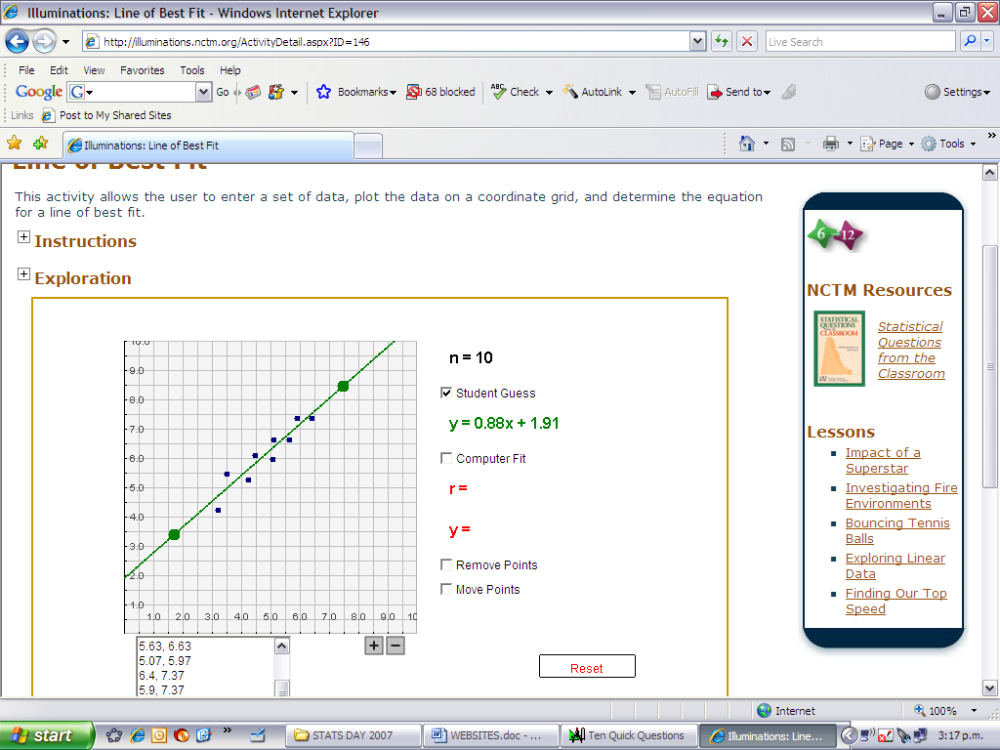 Illuminations: Line of Best Fit - Windows Internet Explorer
http://illuminations.nctm.org/ActivityDetail.aspx?ID=146
Live Search
File Edit View Favorites Tools Help
Google G Go Bookmarks 68 blocked ABC Check AutoLink AutoFill Send to Settings
Links Post to My Shared Sites
Illuminations: Line of Best Fit
Page Tools »
Line of Best Fit
This activity allows the user to enter a set of data, plot the data on a coordinate grid, and determine the equation
for a line of best fit.
+ Instructions
+ Exploration
10.0
9.0
8.0
7.0
6.0
5.0
4.0
3.0
2.0
1.0
1.0 2.0 3.0 4.0 5.0 6.0 7.0 8.0 9.0 10
n = 10
Student Guess
y = 0.88x + 1.91
Computer Fit
r =
y =
Remove Points
Move Points
+ −
5.63, 6.63
5.07, 5.97
6.4, 7.37
5.9, 7.37
Reset
6-12
NCTM Resources
STATISTICAL
QUESTIONS
CLASSROOM
Statistical
Questions
from the
Classroom
Lessons
Impact of a
Superstar
Investigating Fire
Environments
Bouncing Tennis
Balls
Exploring Linear
Data
Finding Our Top
Speed
Internet 100%
start » STATS DAY 2007 WEBSITES.doc - ... Ten Quick Questions Illuminations: Line... 3:17 p.m.